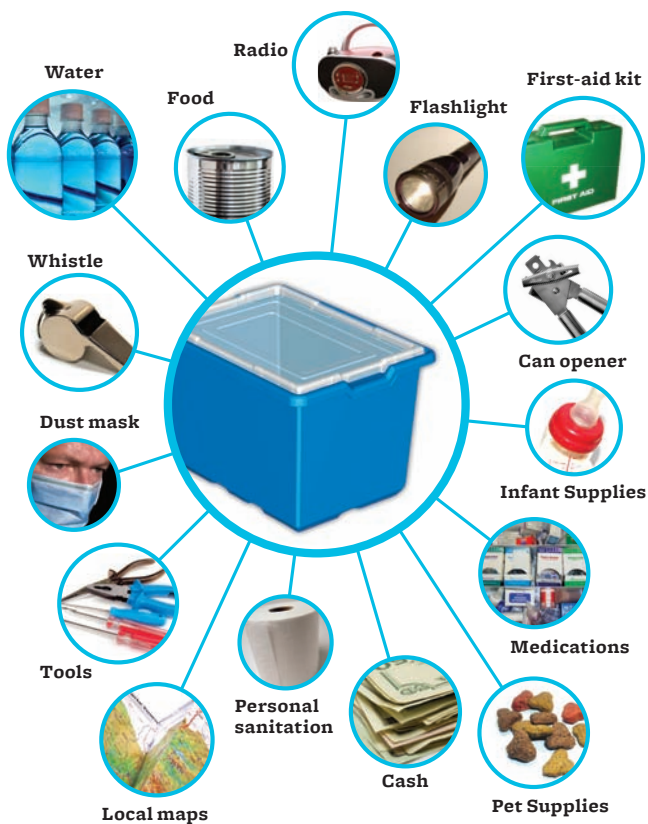 Radio
Water
First-aid kit
Food
Flashlight
FIRST AID
Whistle
Can opener
Dust mask
Infant Supplies
Medications
Tools
Personal
sanitation
Cash
Local maps
Pet Supplies